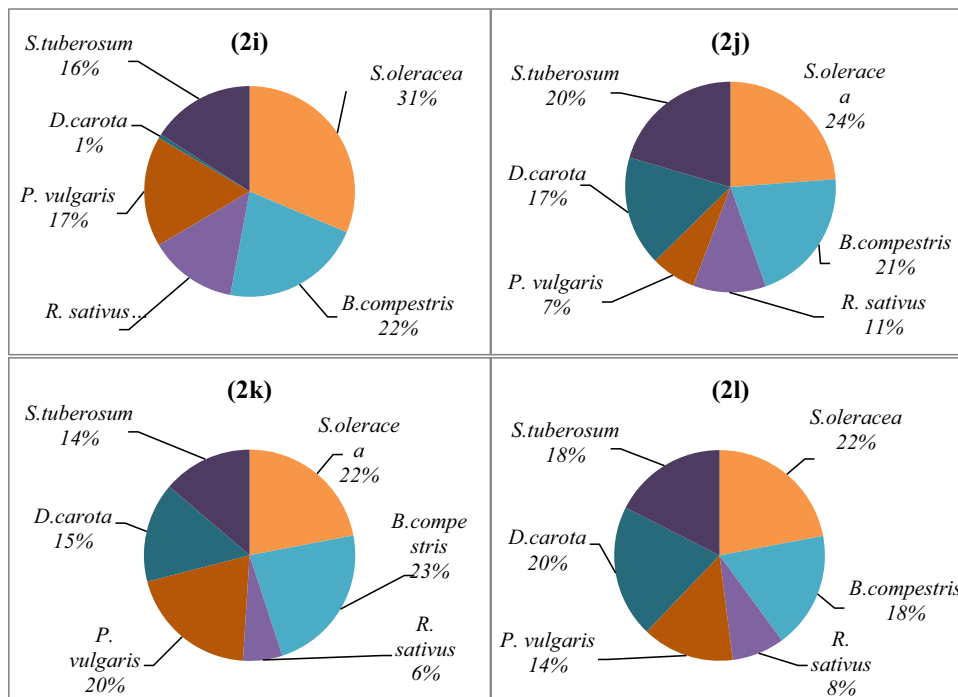 (2i)
S.tuberosum
16%
S.oleracea
31%
D.carota
1%
P. vulgaris
17%
R. sativus ...
B.compestris
22%
(2j)
S.tuberosum
20%
S.olerace
a
24%
D.carota
17%
P. vulgaris
7%
B.compestris
21%
R. sativus
11%
(2k)
S.tuberosum
14%
S.olerace
a
22%
D.carota
15%
B.compe
stris
23%
P.
vulgaris
20%
R.
sativus
6%
(2l)
S.tuberosum
18%
S.oleracea
22%
D.carota
20%
B.compestris
18%
P. vulgaris
14%
R.
sativus
8%